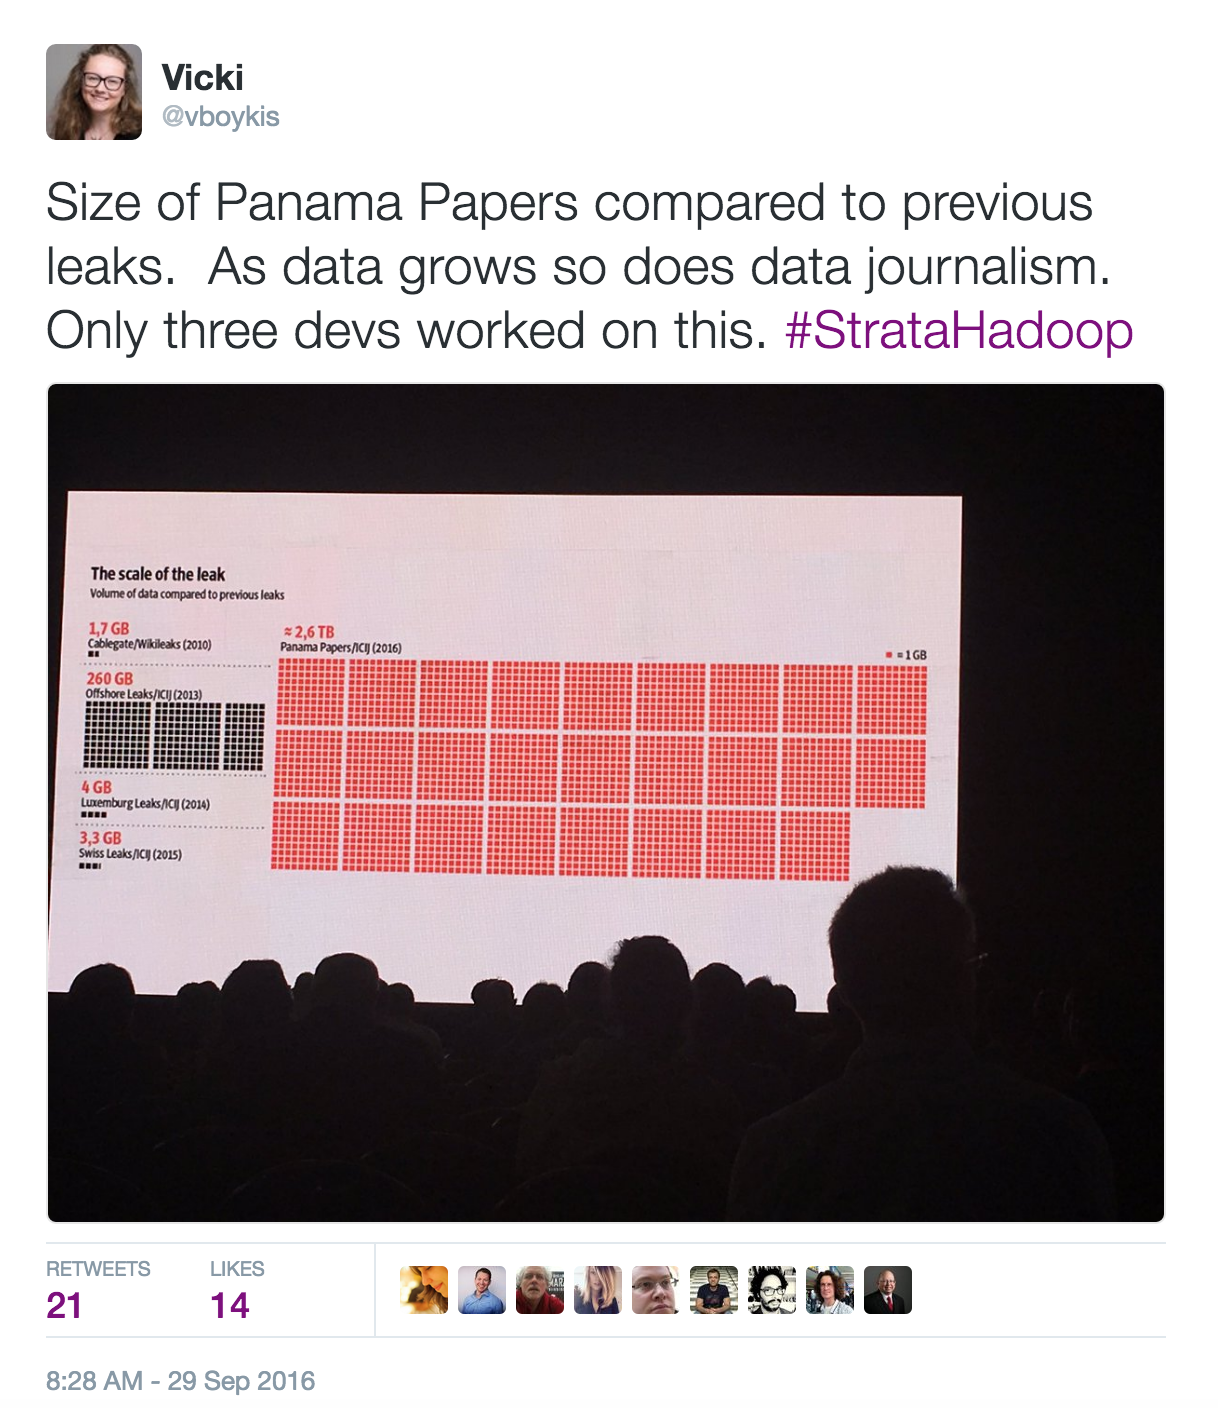 Vicki
@vboykis
Size of Panama Papers compared to previous
leaks.  As data grows so does data journalism.
Only three devs worked on this. #StrataHadoop
The scale of the leak
Volume of data compared to previous leaks
1,7 GB
Cablegate/Wikileaks (2010)
260 GB
Offshore Leaks/ICIJ (2013)
4 GB
Luxemburg Leaks/ICIJ (2014)
3,3 GB
Swiss Leaks/ICIJ (2015)
≈ 2,6 TB
Panama Papers/ICIJ (2016)
= 1 GB
RETWEETS
21
LIKES
14
8:28 AM - 29 Sep 2016